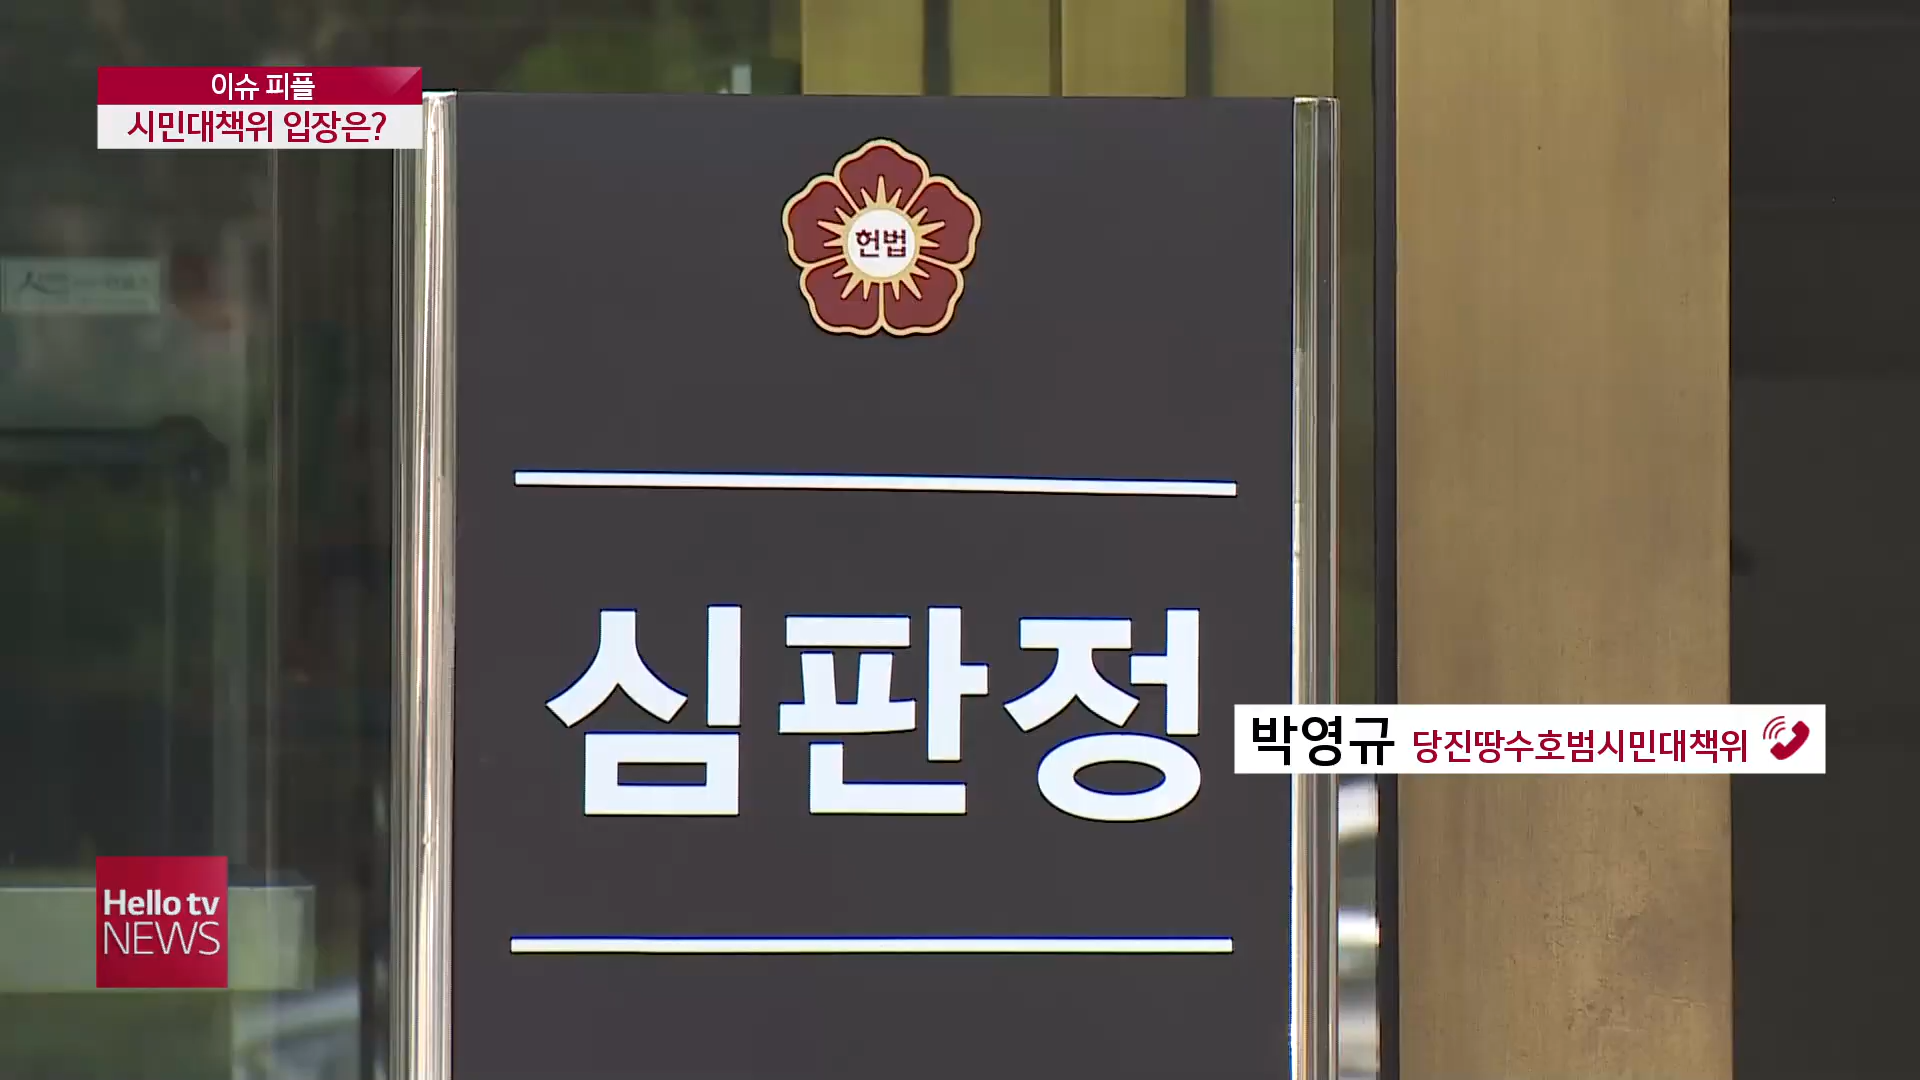 이슈 피플
시민대책위 입장은?
헌법
심판정
박영규 당진땅수호범시민대책위
Hello tv
NEWS